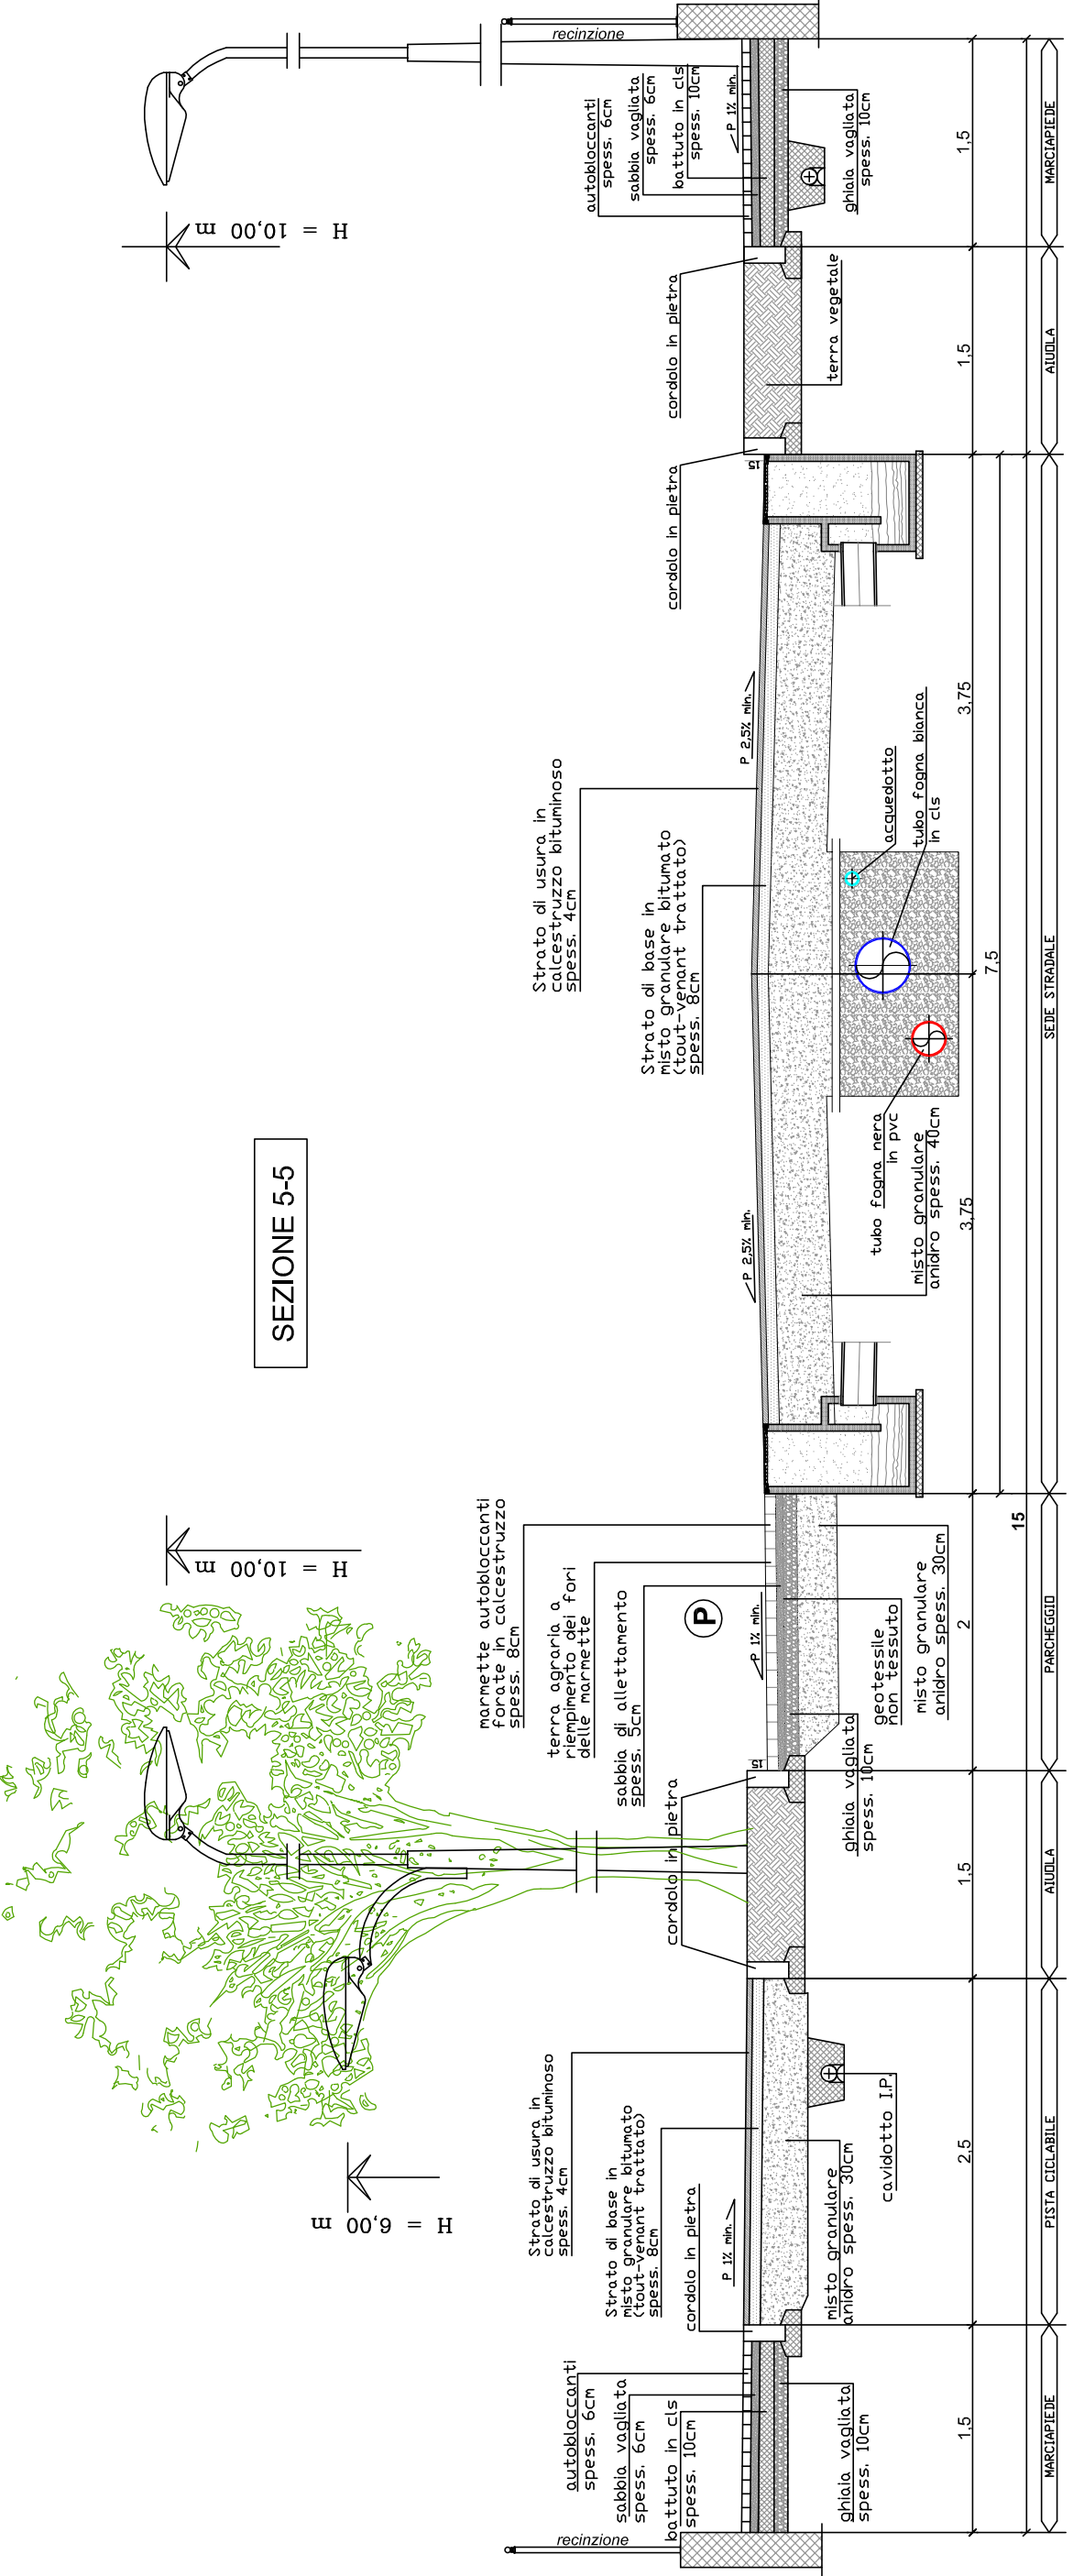 SEZIONE 5-5
H = 6,00 m
H = 10,00 m
H = 10,00 m
recinzione
autobloccanti
spess. 6cm
sabbia vagliata
spess. 6cm
battuto in cls
spess. 10cm
ghiaia vagliata
spess. 10cm
cordolo in pietra
P 1% min.
Strato di usura in
calcestruzzo bituminoso
spess. 4cm
Strato di base in
misto granulare bitumato
(tout-venant trattato)
spess. 8cm
misto granulare
anidro spess. 30cm
cavidotto I.P.
cordolo in pietra
marmette autobloccanti
forate in calcestruzzo
spess. 8cm
terra agraria a
riempimento dei fori
delle marmette
sabbia di allettamento
spess. 5cm
P
P 1% min.
15
ghiaia vagliata
spess. 10cm
geotessile
non tessuto
misto granulare
anidro spess. 30cm
P 2,5% min.
Strato di usura in
calcestruzzo bituminoso
spess. 4cm
Strato di base in
misto granulare bitumato
(tout-venant trattato)
spess. 8cm
P 2,5% min.
misto granulare
anidro spess. 40cm
tubo fogna nera
in pvc
tubo fogna bianca
in cls
acquedotto
15
cordolo in pietra
cordolo in pietra
terra vegetale
autobloccanti
spess. 6cm
sabbia vagliata
spess. 6cm
battuto in cls
spess. 10cm
P 1% min.
ghiaia vagliata
spess. 10cm
recinzione
1,5
2,5
1,5
2
3,75
3,75
1,5
1,5
7,5
15
MARCIAPIEDE
PISTA CICLABILE
AIUOLA
PARCHEGGIO
SEDE STRADALE
AIUOLA
MARCIAPIEDE